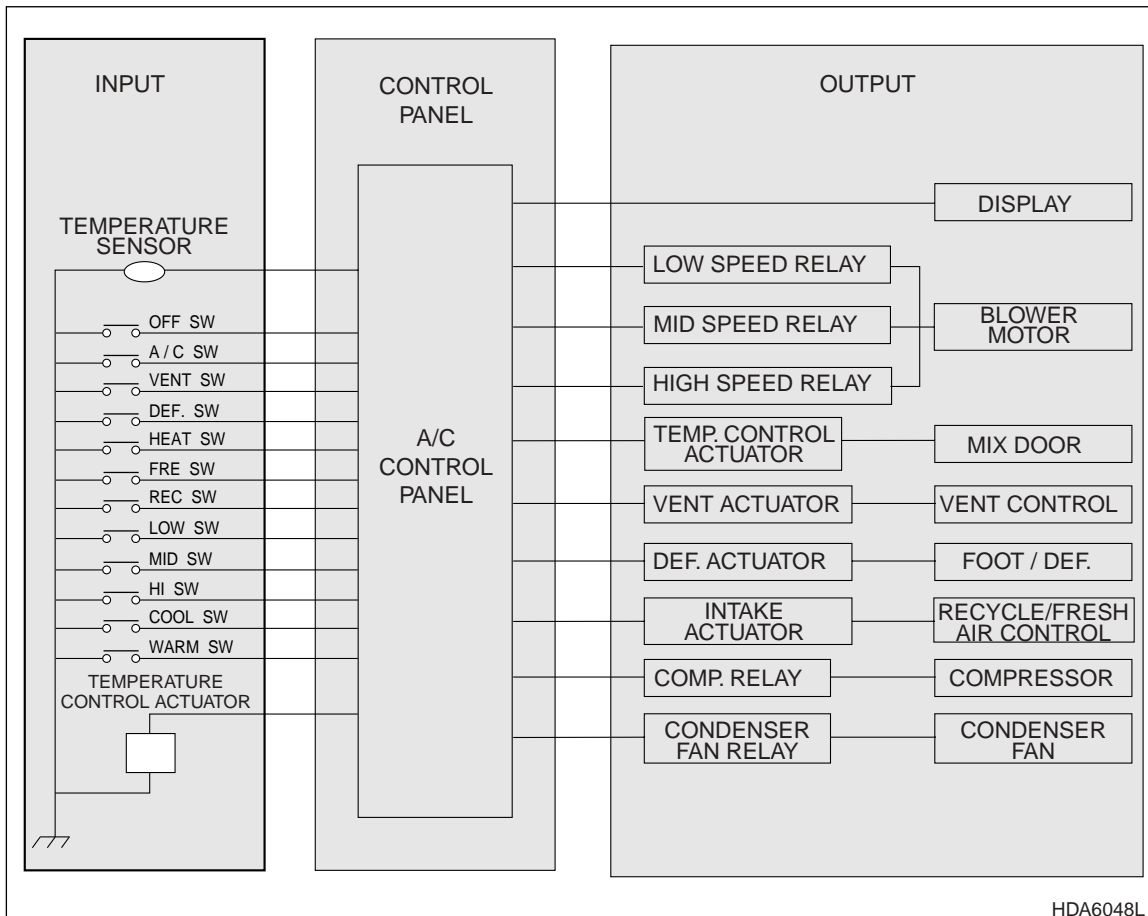 INPUT
TEMPERATURE
SENSOR
OFF SW
A / C SW
VENT SW
DEF. SW
HEAT SW
FRE SW
REC SW
LOW SW
MID SW
HI SW
COOL SW
WARM SW
TEMPERATURE
CONTROL ACTUATOR
CONTROL
PANEL
A/C
CONTROL
PANEL
OUTPUT
DISPLAY
LOW SPEED RELAY
MID SPEED RELAY
HIGH SPEED RELAY
BLOWER
MOTOR
TEMP. CONTROL
ACTUATOR
MIX DOOR
VENT ACTUATOR
VENT CONTROL
DEF. ACTUATOR
FOOT / DEF.
INTAKE
ACTUATOR
RECYCLE/FRESH
AIR CONTROL
COMP. RELAY
COMPRESSOR
CONDENSER
FAN RELAY
CONDENSER
FAN
HDA6048L